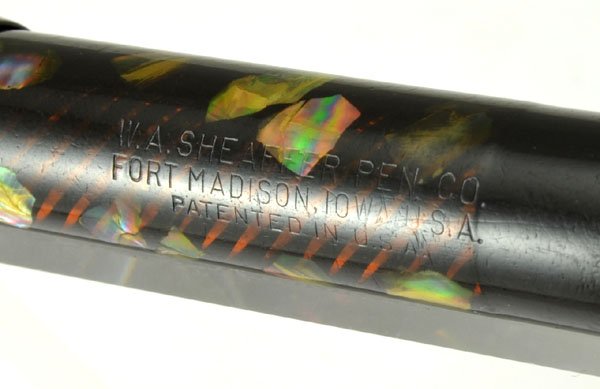 W.A. SHEAFFER PEN CO.
FORT MADISON, IOWA, U.S.A.
PATENTED IN U.S.A.